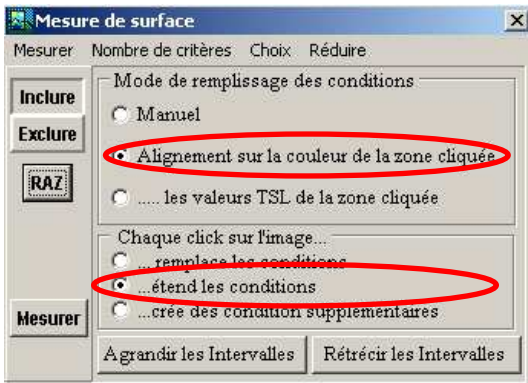 Mesure de surface
Mesurer Nombre de critères Choix Réduire
Inclure
Exclure
RAZ
Mesurer
Mode de remplissage des conditions
Manuel
Alignement sur la couleur de la zone cliquée
..... les valeurs TSL de la zone cliquée
Chaque click sur l'image...
... remplace les conditions
...étend les conditions
...crée des condition supplémentaires
Agrandir les Intervalles Rétrécir les Intervalles